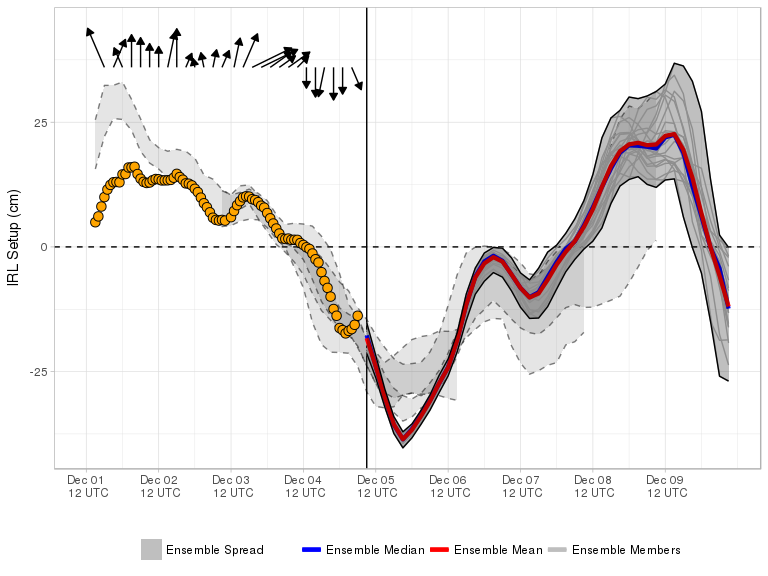 IRL Setup (cm)
25
0
-25
Dec 01 Dec 02 Dec 03 Dec 04 Dec 05 Dec 06 Dec 07 Dec 08 Dec 09
12 UTC 12 UTC 12 UTC 12 UTC 12 UTC 12 UTC 12 UTC 12 UTC 12 UTC
Ensemble Spread Ensemble Median Ensemble Mean Ensemble Members